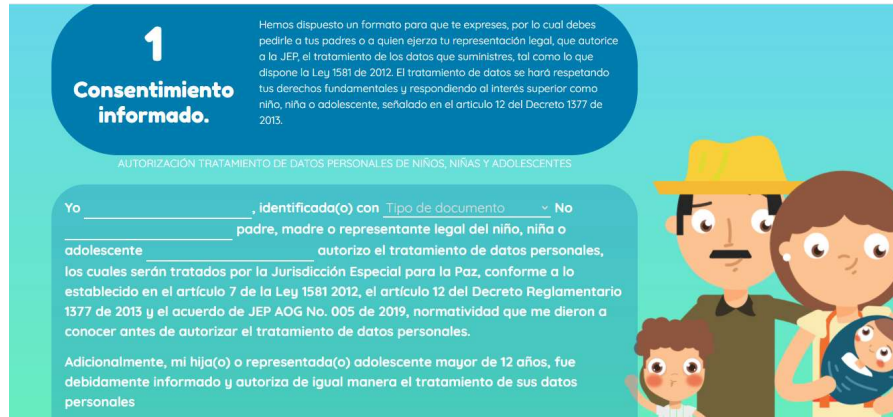 1
Consentimiento
informado.
Hemos dispuesto un formato para que te expreses, por lo cual debes
pedirle a tus padres o a quien ejerza tu representación legal, que autorice
a la JEP, el tratamiento de los datos que suministres, tal como lo que
dispone la Ley 1581 de 2012. El tratamiento de datos se hará respetando
tus derechos fundamentales y respondiendo al interés superior como
niño, niña o adolescente, señalado en el articulo 12 del Decreto 1377 de
2013.
AUTORIZACIÓN TRATAMIENTO DE DATOS PERSONALES DE NIÑOS, NIÑAS Y ADOLESCENTES
Yo , identificada(o) con Tipo de documento No
padre, madre o representante legal del niño, niña o
adolescente autorizo el tratamiento de datos personales,
los cuales serán tratados por la Jurisdicción Especial para la Paz, conforme a lo
establecido en el artículo 7 de la Ley 1581 2012, el artículo 12 del Decreto Reglamentario
1377 de 2013 y el acuerdo de JEP AOG No. 005 de 2019, normatividad que me dieron a
conocer antes de autorizar el tratamiento de datos personales.
Adicionalmente, mi hija(o) o representada(o) adolescente mayor de 12 años, fue
debidamente informado y autoriza de igual manera el tratamiento de sus datos
personales